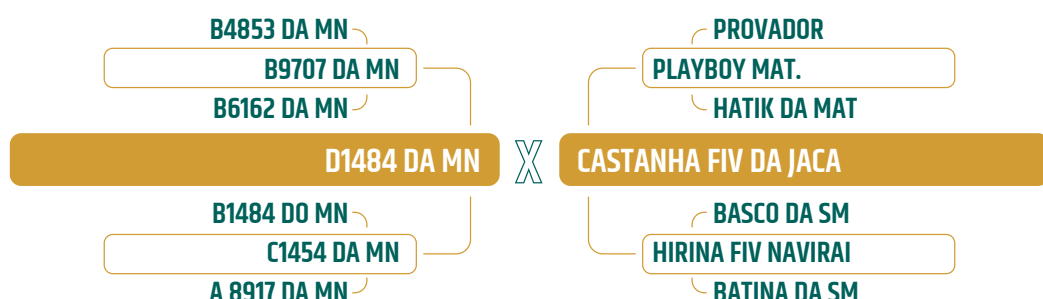 B4853 DA MN
PROVADOR
B9707 DA MN
PLAYBOY MAT.
B6162 DA MN
HATIK DA MAT
D1484 DA MN X CASTANHA FIV DA JACA
B1484 DO MN
BASCO DA SM
C1454 DA MN
HIRINA FIV NAVIRAI
A 8917 DA MN
BATINA DA SM